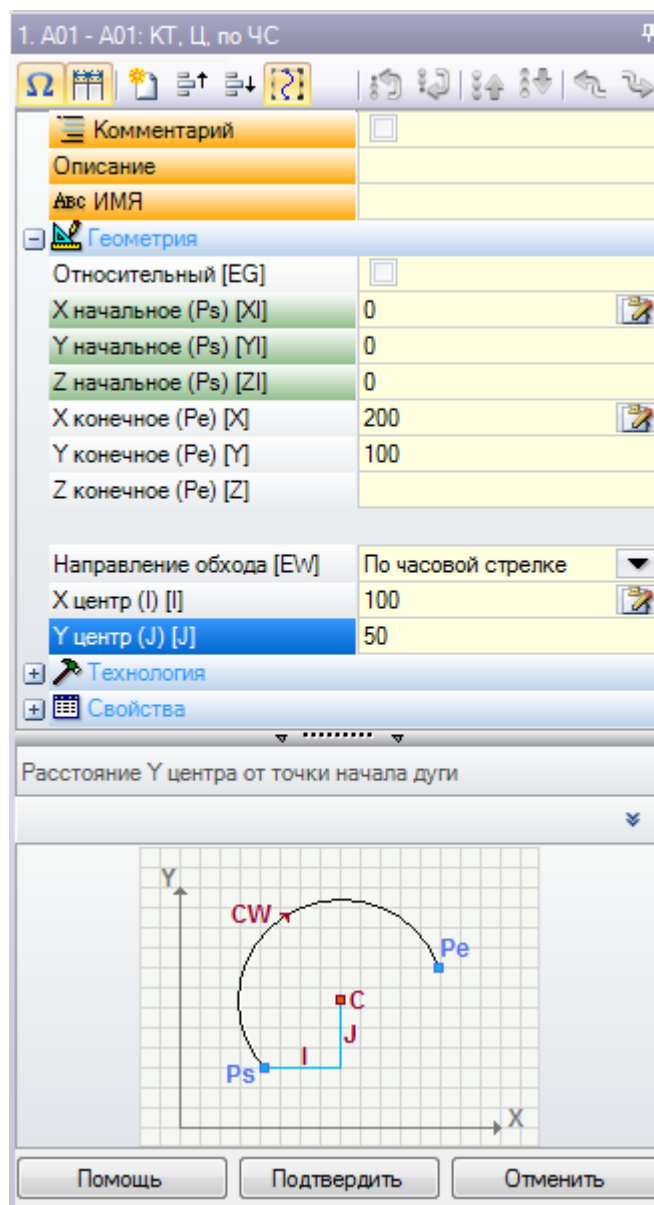 1. A01 - A01: КТ, Ц, по ЧС
Ω
Комментарий
Описание
Авс ИМЯ
Геометрия
Относительный [EG]
X начальное (Ps) [XI] 0
Y начальное (Ps) [YI] 0
Z начальное (Ps) [ZI] 0
X конечное (Pe) [X] 200
Y конечное (Pe) [Y] 100
Z конечное (Pe) [Z]
Направление обхода [EW] По часовой стрелке
X центр (I) [I] 100
Y центр (J) [J] 50
Технология
Свойства
Расстояние Y центра от точки начала дуги
Y
CW
Pe
C
J
I
Ps
X
Помощь Подтвердить Отменить